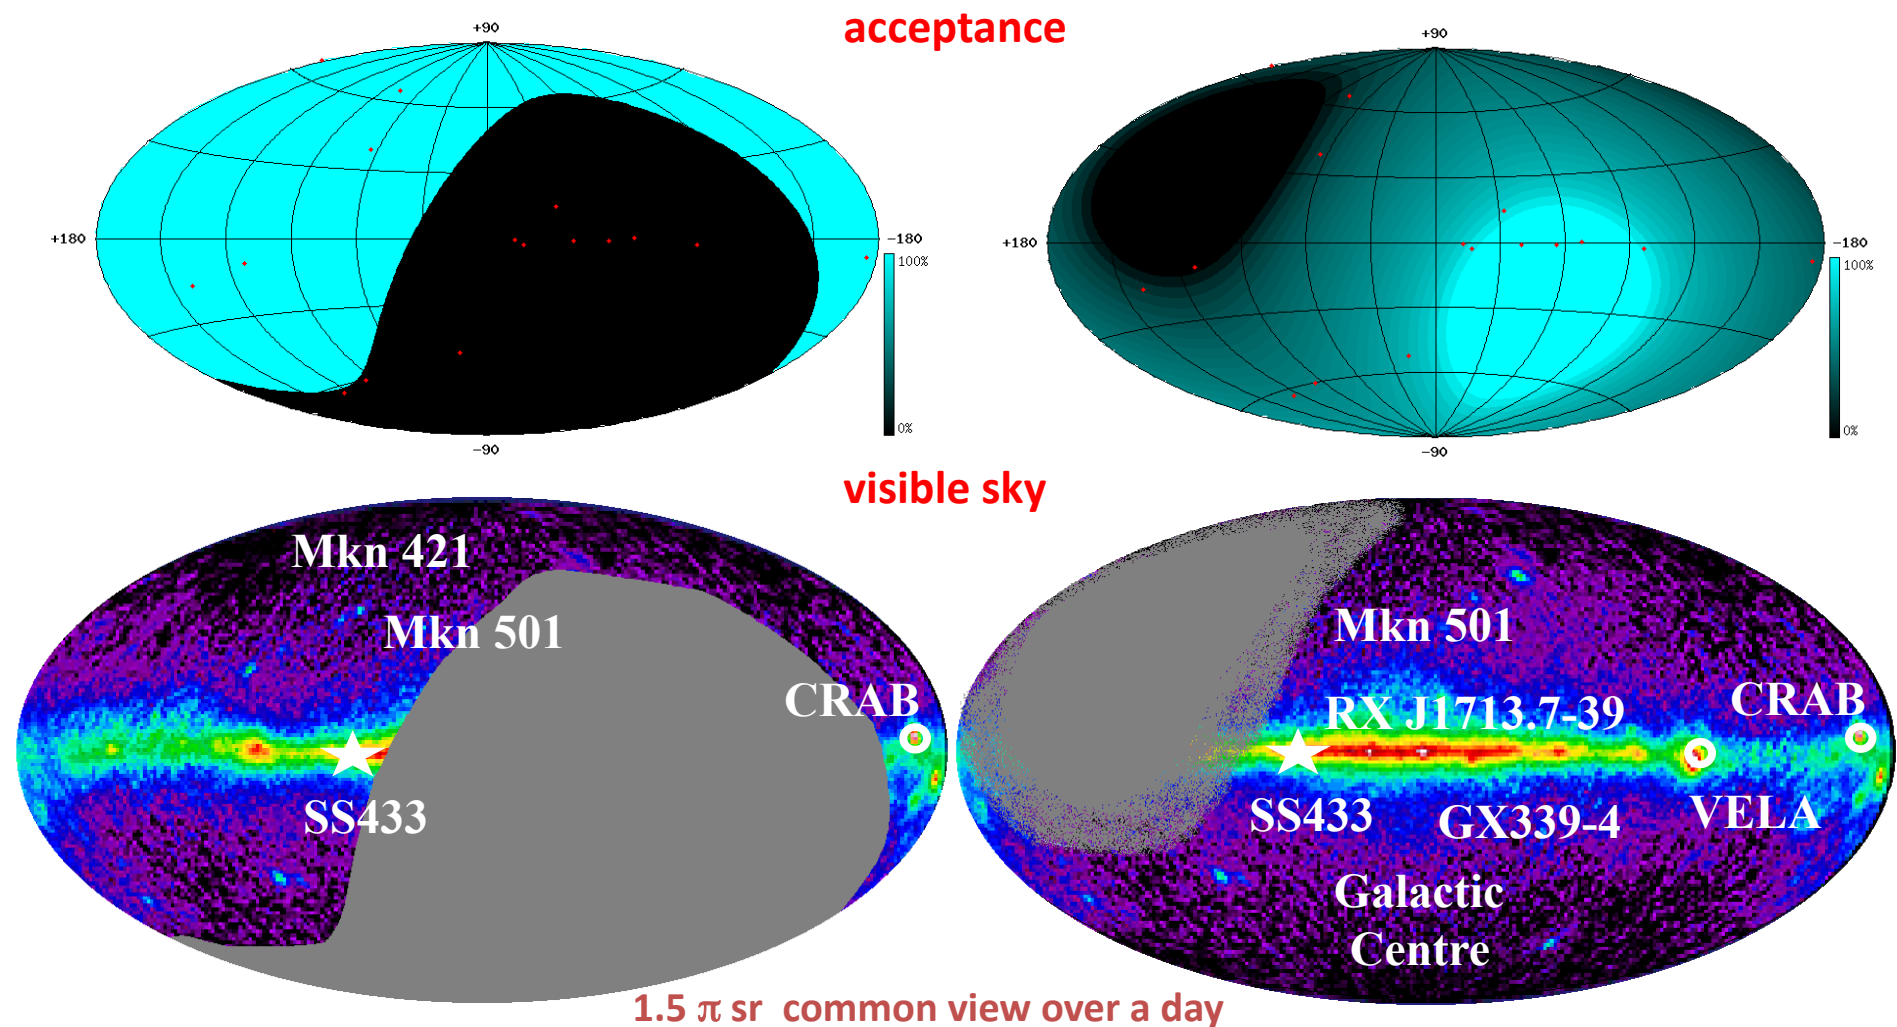 acceptance
+90
+180
−180
100%
0%
−90
+90
+180
−180
100%
0%
−90
visible sky
Mkn 421
Mkn 501
CRAB
SS433
Mkn 501
RX J1713.7-39
CRAB
SS433
GX339-4
VELA
Galactic
Centre
1.5 π sr common view over a day